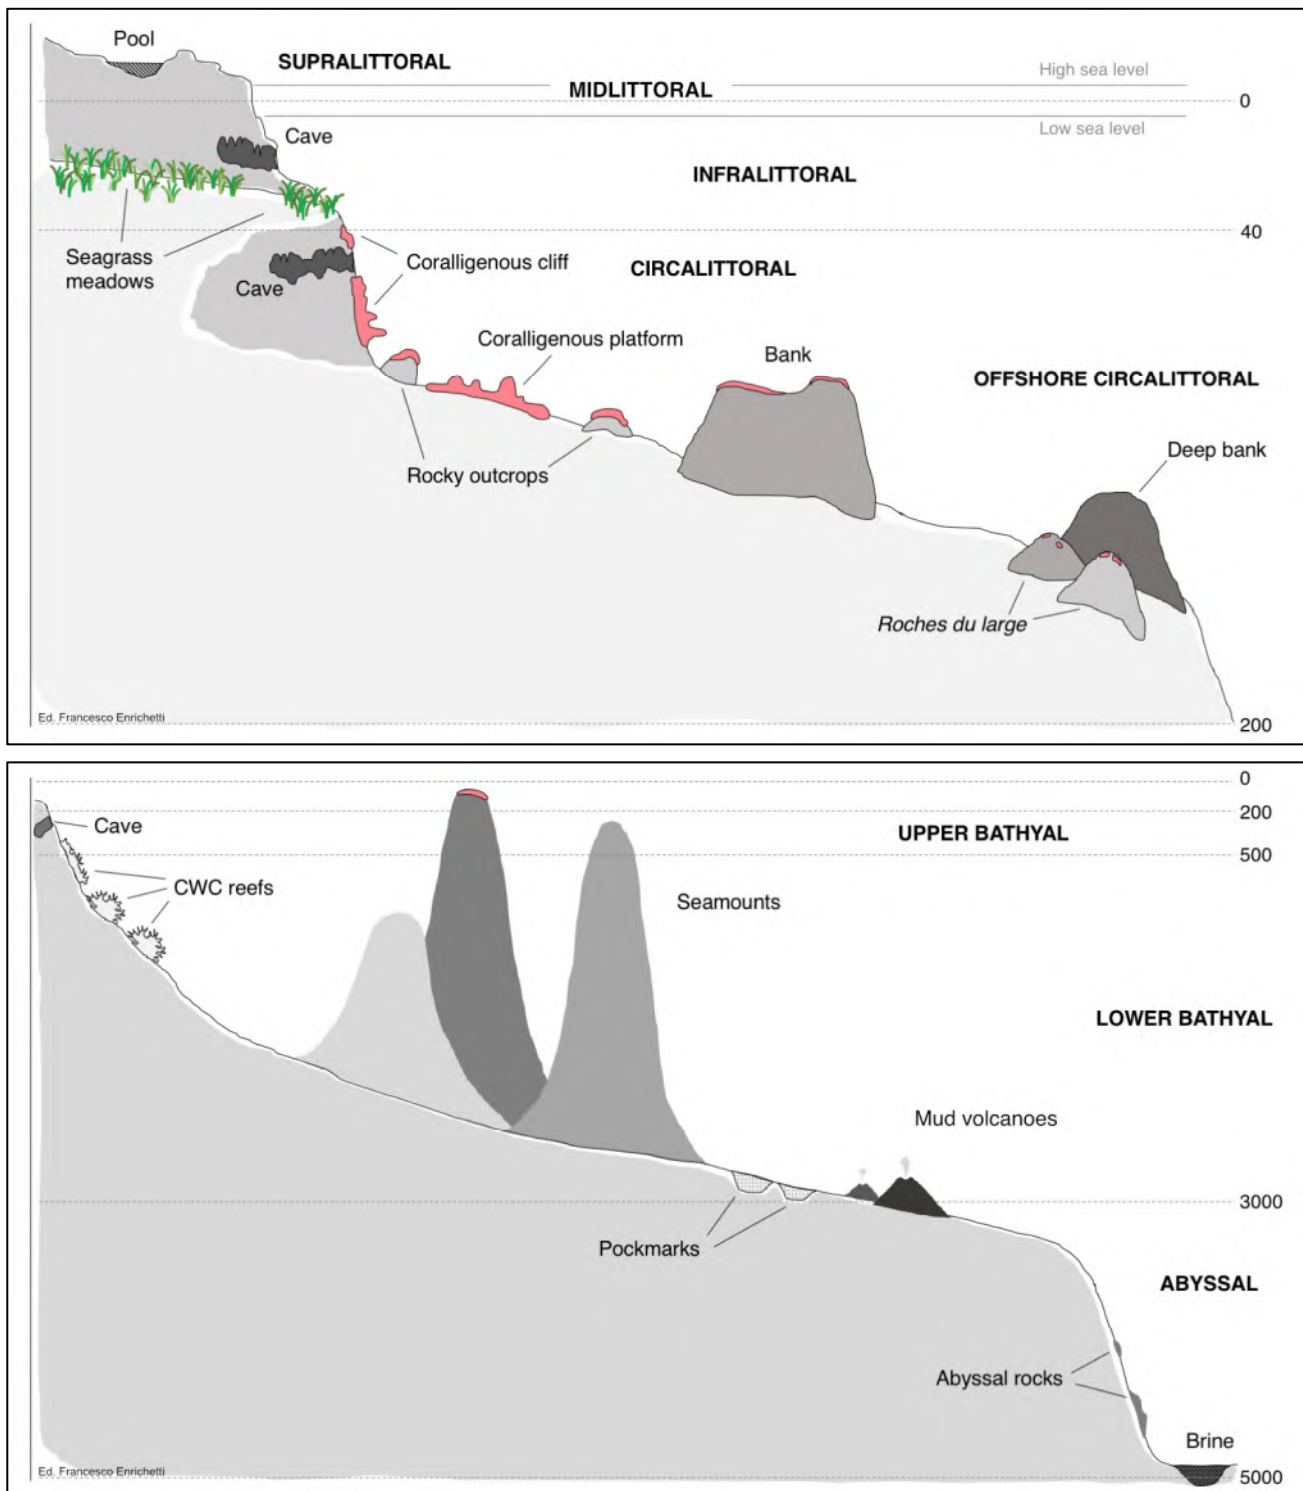 Pool
SUPRALITTORAL
High sea level
MIDLITTORAL
0
Low sea level
Cave
INFRALITTORAL
40
Seagrass
meadows
Coralligenous cliff
CIRCALITTORAL
Cave
Coralligenous platform
Bank
OFFSHORE CIRCALITTORAL
Deep bank
Rocky outcrops
Roches du large
Ed. Francesco Enrichetti
200
0
200
Cave
UPPER BATHYAL
500
CWC reefs
Seamounts
LOWER BATHYAL
Mud volcanoes
3000
Pockmarks
ABYSSAL
Abyssal rocks
Brine
Ed. Francesco Enrichetti
5000